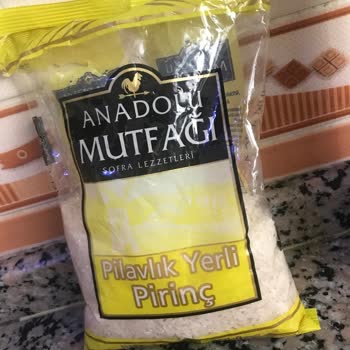 ANADOLU
MUTFAĞI
SOFRA LEZZETLERİ
Pilavlık Yerli
Pirinç